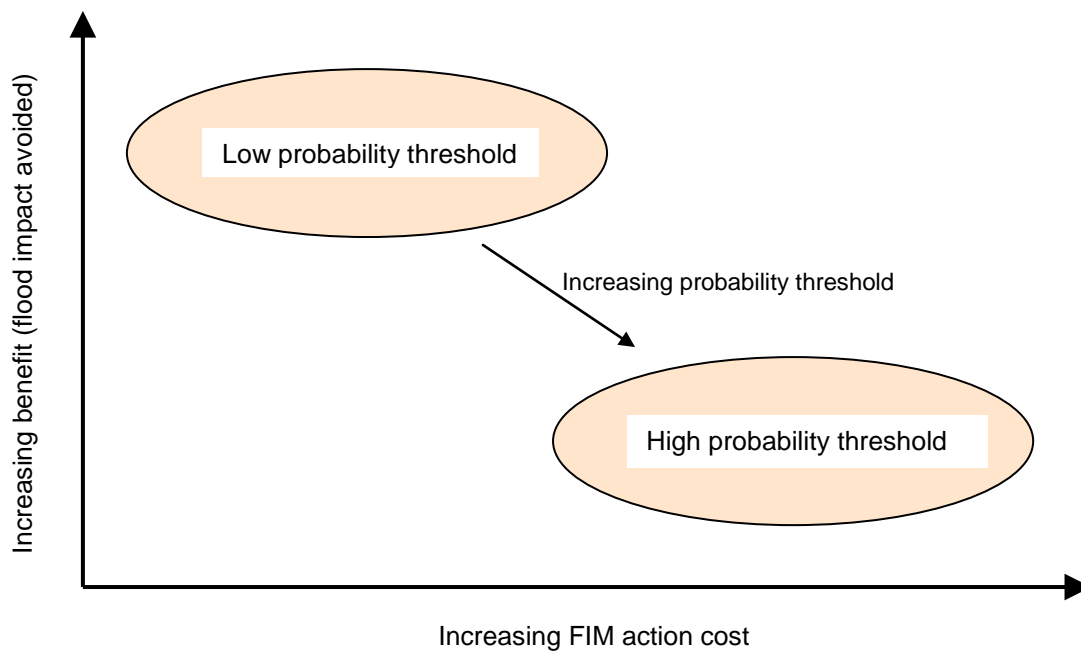 Increasing benefit (flood impact avoided)
Low probability threshold
Increasing probability threshold
High probability threshold
Increasing FIM action cost